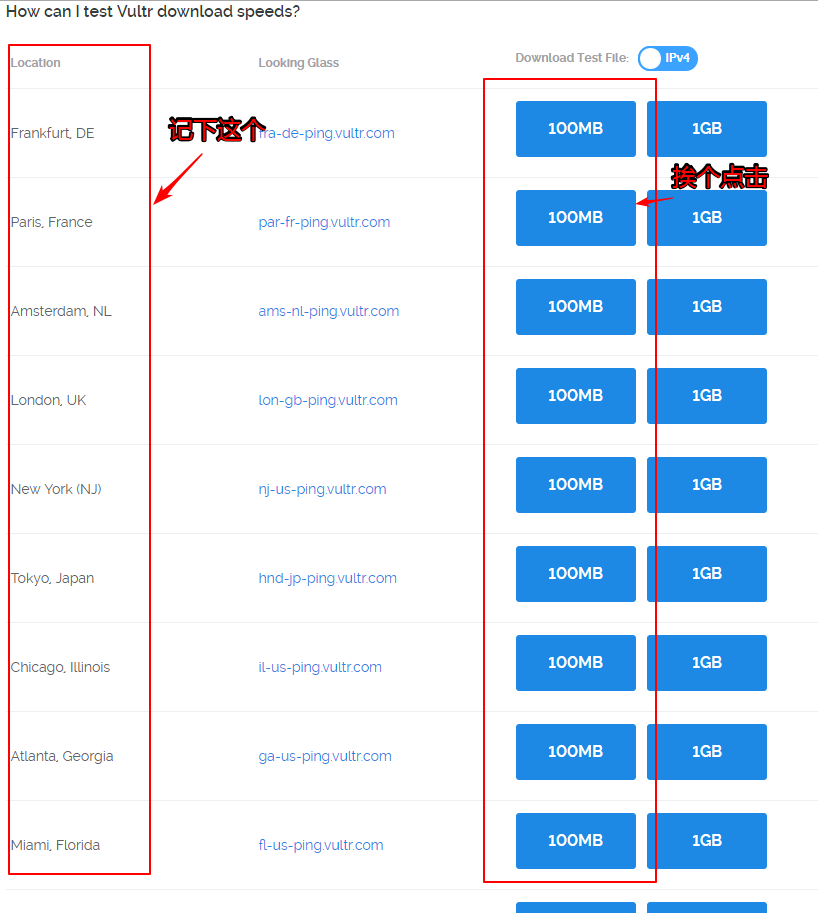 How can I test Vultr download speeds?
Location Looking Glass Download Test File: IPv4
Frankfurt, DE 记下这个 fra-de-ping.vultr.com 100MB 1GB
挨个点击
Paris, France par-fr-ping.vultr.com 100MB 1GB
Amsterdam, NL ams-nl-ping.vultr.com 100MB 1GB
London, UK lon-gb-ping.vultr.com 100MB 1GB
New York (NJ) nj-us-ping.vultr.com 100MB 1GB
Tokyo, Japan hnd-jp-ping.vultr.com 100MB 1GB
Chicago, Illinois il-us-ping.vultr.com 100MB 1GB
Atlanta, Georgia ga-us-ping.vultr.com 100MB 1GB
Miami, Florida fl-us-ping.vultr.com 100MB 1GB